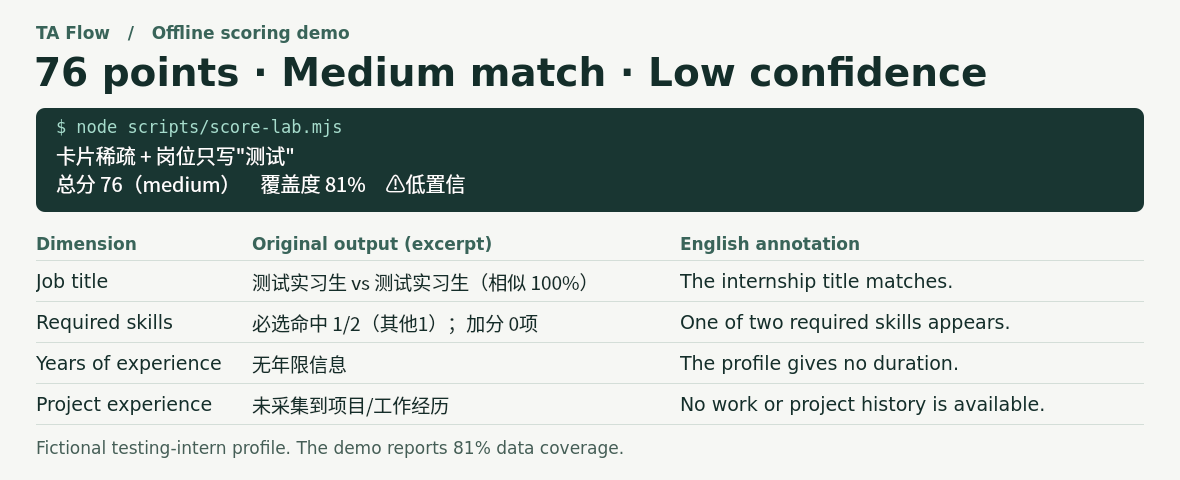 TA Flow / Offline scoring demo
76 points · Medium match · Low confidence
$ node scripts/score-lab.mjs
卡片稀疏 + 岗位只写"测试"
总分 76（medium） 覆盖度 81% ⚠低置信
Dimension Original output (excerpt) English annotation
Job title 测试实习生 vs 测试实习生（相似 100%） The internship title matches.
Required skills 必选命中 1/2（其他1）；加分 0项 One of two required skills appears.
Years of experience 无年限信息 The profile gives no duration.
Project experience 未采集到项目/工作经历 No work or project history is available.
Fictional testing-intern profile. The demo reports 81% data coverage.